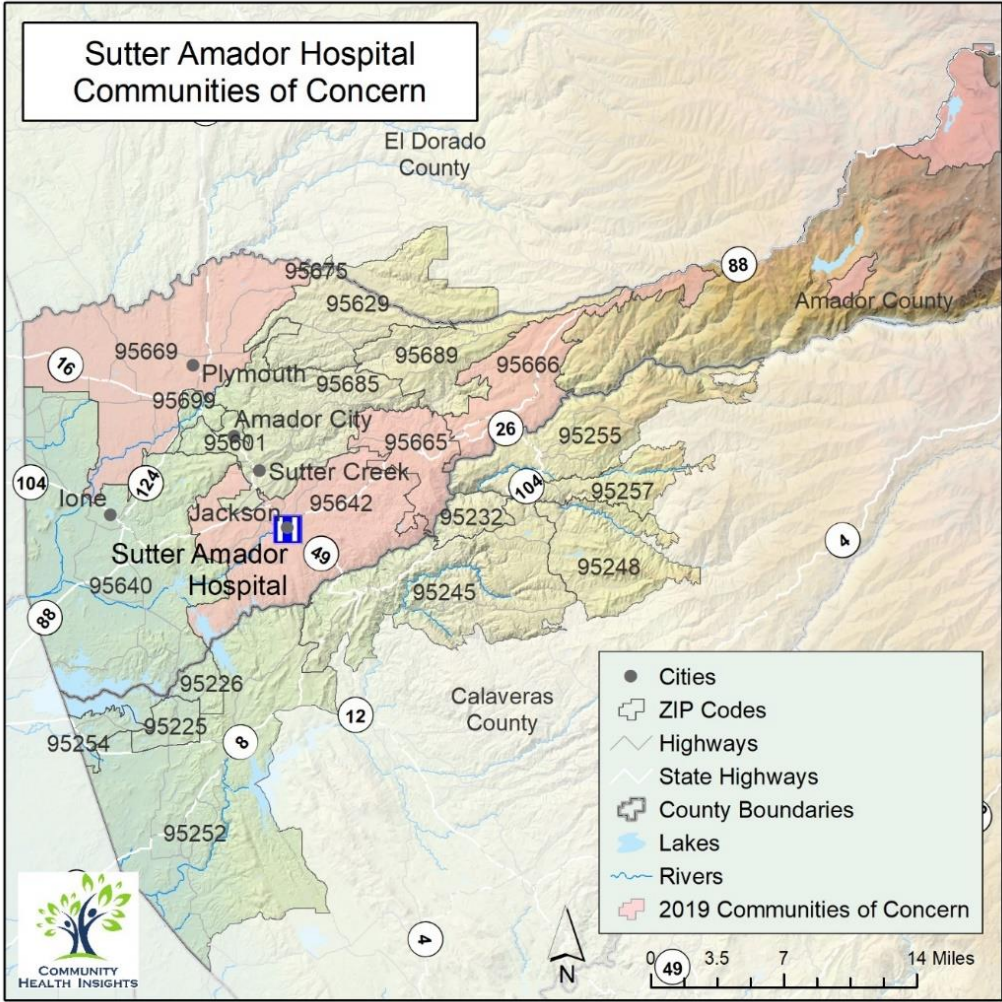 Sutter Amador Hospital
Communities of Concern
El Dorado
County
88
95675
95629
Amador County
16
95669
Plymouth
95689
95666
95685
95699
Amador City
95601
95665
26
95255
104
124
Sutter Creek
104
95257
Ione
Jackson
95642
95232
49
4
Sutter Amador
Hospital
95640
95248
95245
88
95226
Calaveras
County
12
95225
95254
8
95252
4
Cities
ZIP Codes
Highways
State Highways
County Boundaries
Lakes
Rivers
2019 Communities of Concern
COMMUNITY
HEALTH INSIGHTS
N
0 49 3.5 7 14 Miles